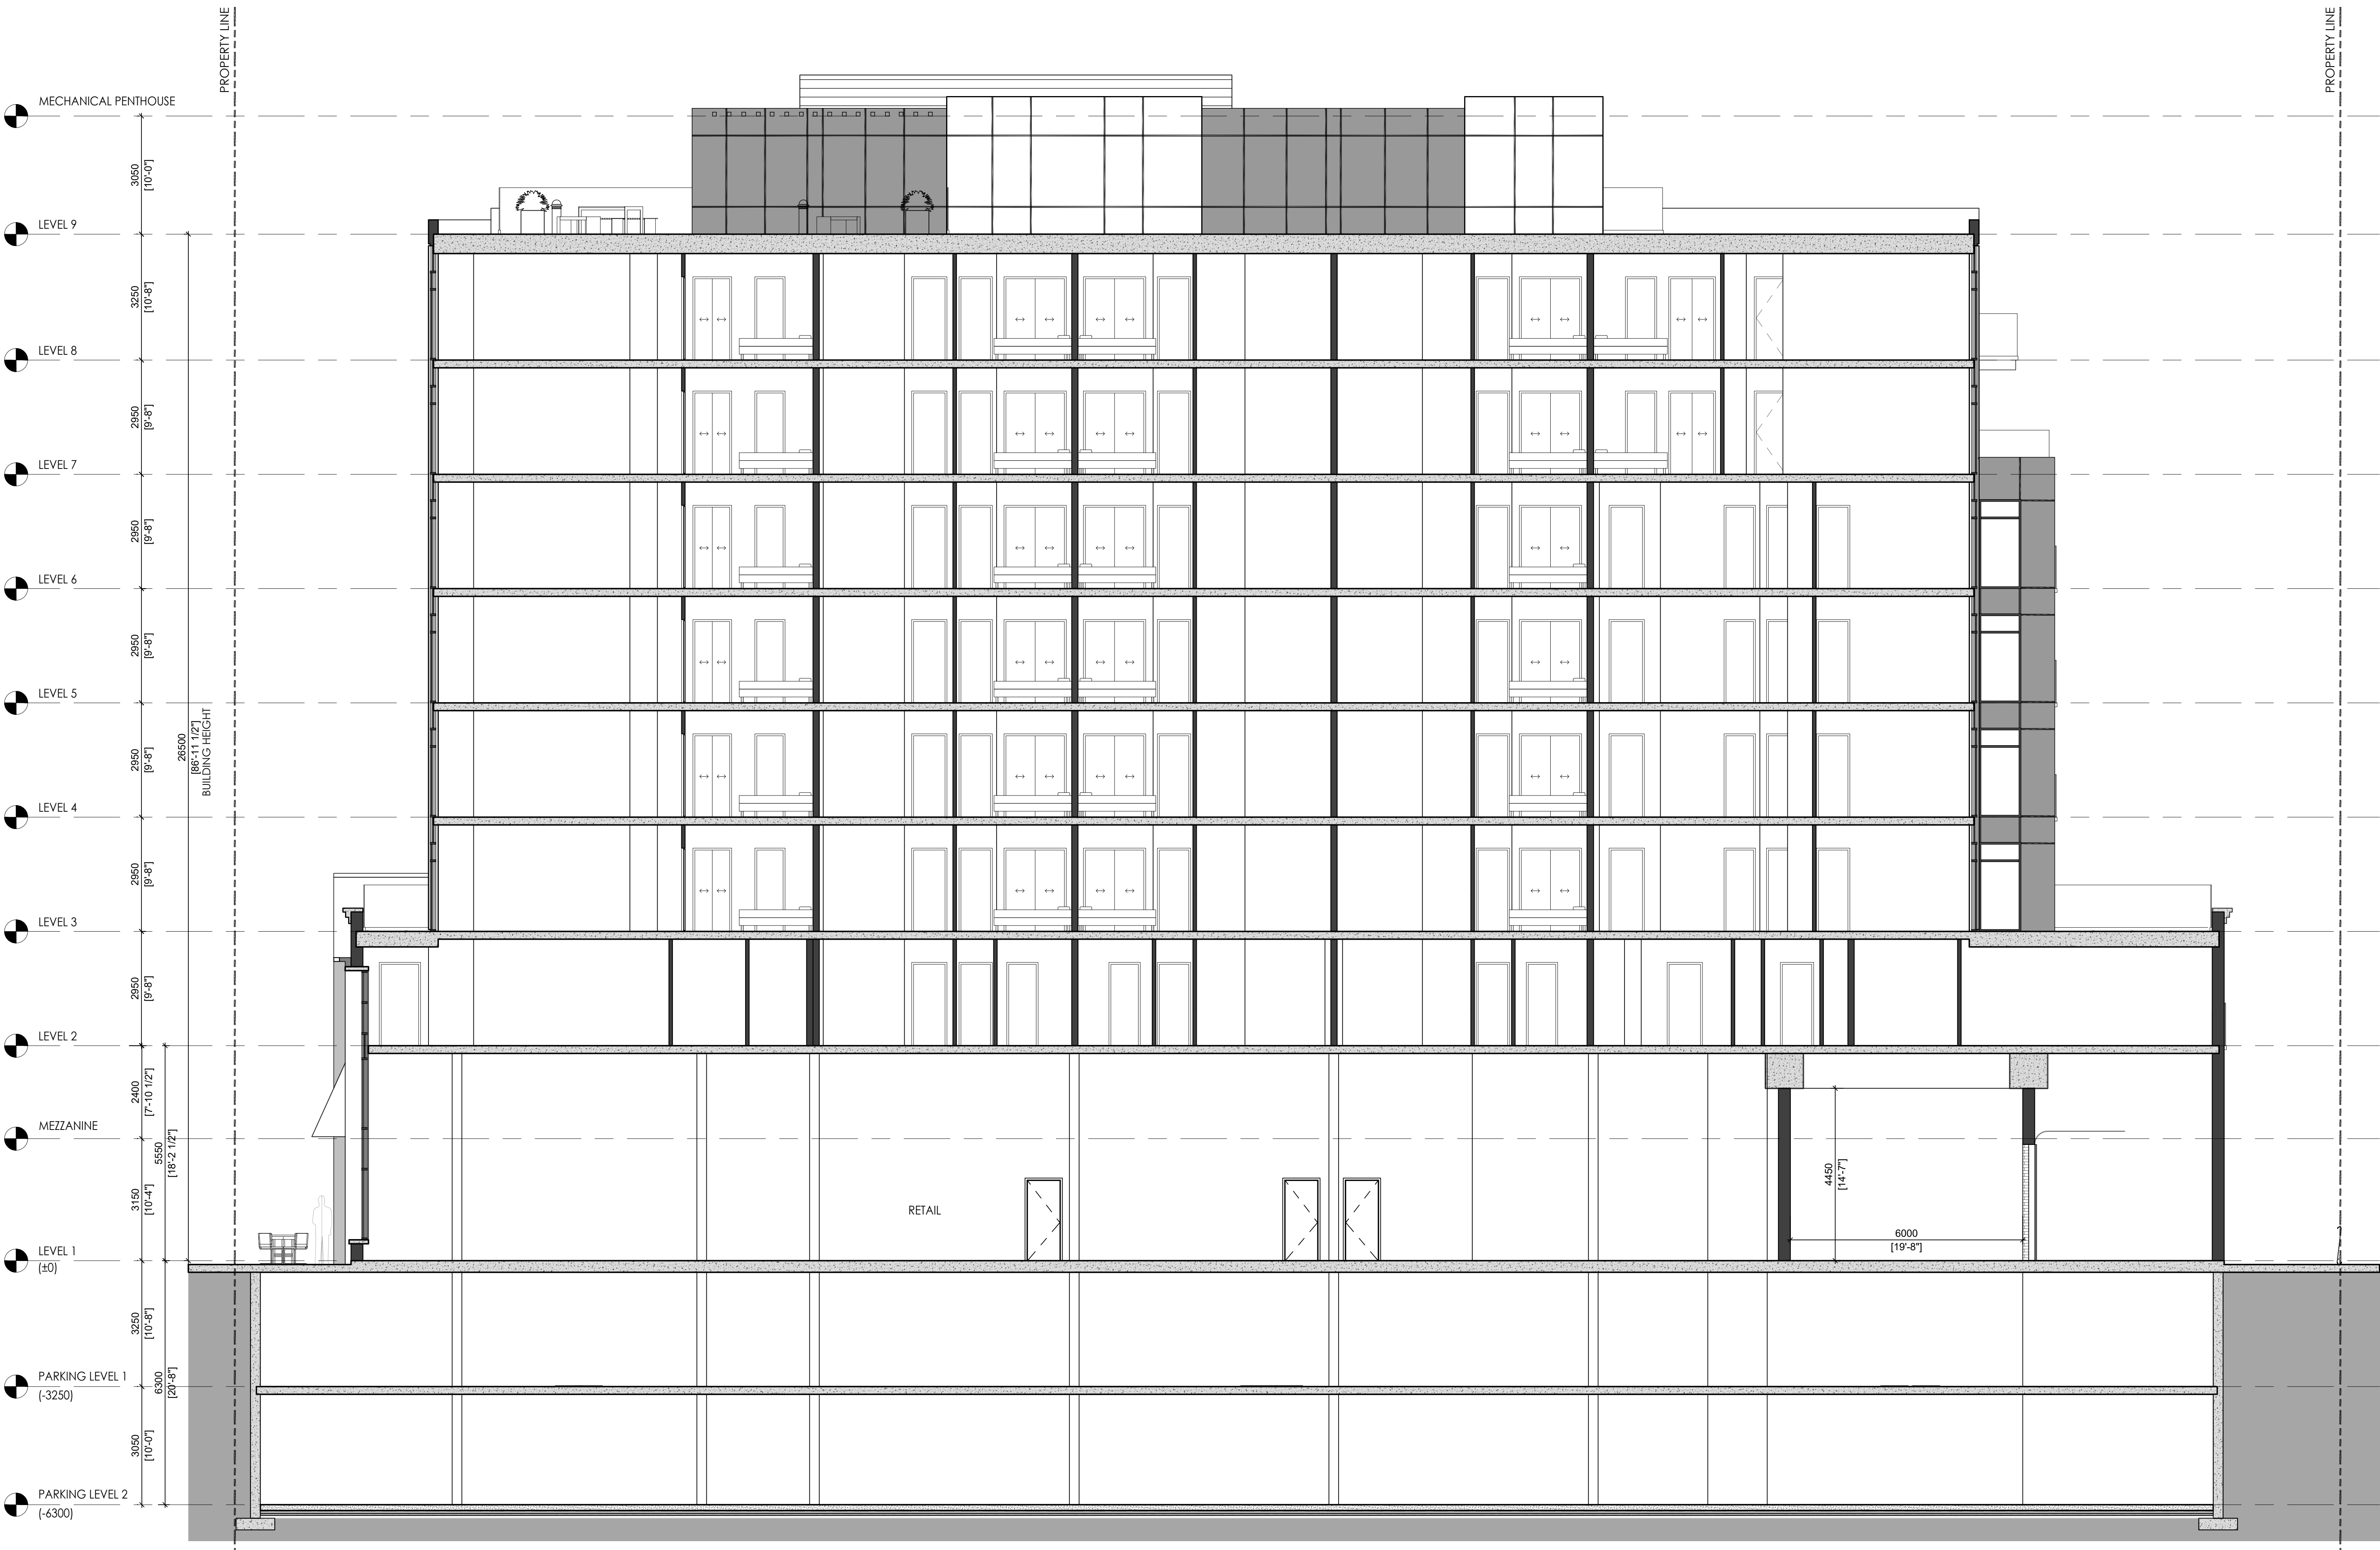 PROPERTY LINE
PROPERTY LINE
MECHANICAL PENTHOUSE
3050
[10'-0"]
LEVEL 9
3250
[10'-8"]
LEVEL 8
2950
[9'-8"]
LEVEL 7
2950
[9'-8"]
LEVEL 6
2950
[9'-8"]
LEVEL 5
2950
[9'-8"]
26500
[86'-11 1/2"]
BUILDING HEIGHT
LEVEL 4
2950
[9'-8"]
LEVEL 3
2950
[9'-8"]
LEVEL 2
2400
[7'-10 1/2"]
MEZZANINE
5550
[18'-2 1/2"]
3150
[10'-4"]
4450
[14'-7"]
RETAIL
6000
[19'-8"]
LEVEL 1
(±0)
3250
[10'-8"]
PARKING LEVEL 1
(-3250)
6300
[20'-8"]
3050
[10'-0"]
PARKING LEVEL 2
(-6300)